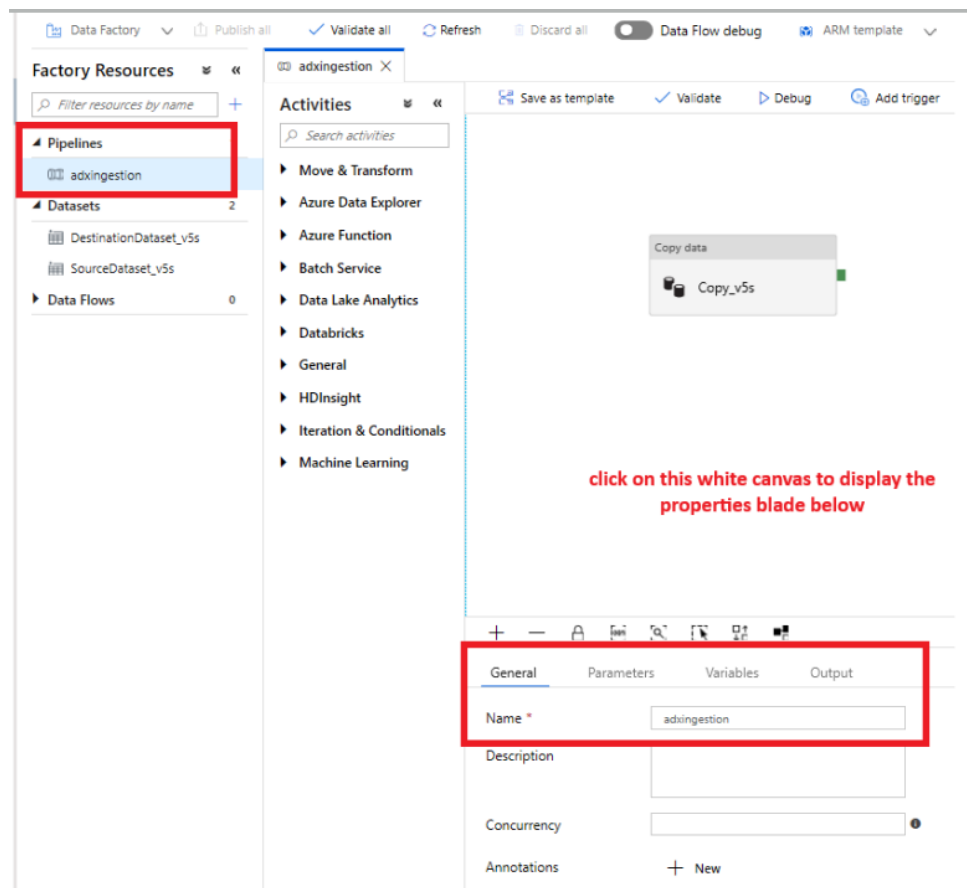 Data Factory
Publish all
Validate all
Refresh
Discard all
Data Flow debug
ARM template
Factory Resources
Filter resources by name
Pipelines
adxingestion
Datasets 2
DestinationDataset_v5s
SourceDataset_v5s
Data Flows 0
adxingestion
Activities
Search activities
Move & Transform
Azure Data Explorer
Azure Function
Batch Service
Data Lake Analytics
Databricks
General
HDInsight
Iteration & Conditionals
Machine Learning
Save as template
Validate
Debug
Add trigger
Copy data
Copy_v5s
click on this white canvas to display the
properties blade below
General
Parameters
Variables
Output
Name *
adxingestion
Description
Concurrency
Annotations
New